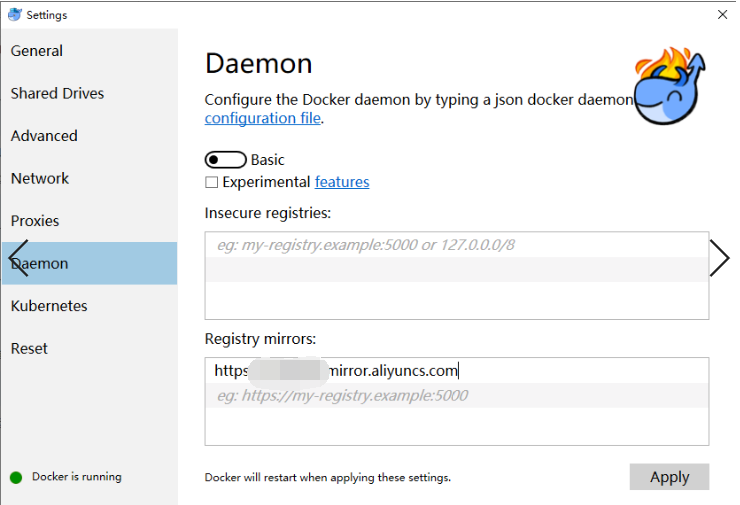 Settings
General
Shared Drives
Advanced
Network
Proxies
Daemon
Kubernetes
Reset
Docker is running
Daemon
Configure the Docker daemon by typing a json docker daemon
configuration file.
Basic
Experimental features
Insecure registries:
eg: my-registry.example:5000 or 127.0.0.0/8
Registry mirrors:
https mirror.aliyuncs.com
eg: https://my-registry.example:5000
Docker will restart when applying these settings.
Apply